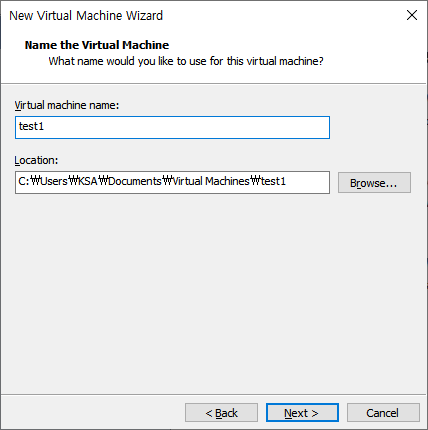 New Virtual Machine Wizard
Name the Virtual Machine
What name would you like to use for this virtual machine?
Virtual machine name:
test1
Location:
C:₩Users₩KSA₩Documents₩Virtual Machines₩test1
Browse...
< Back
Next >
Cancel